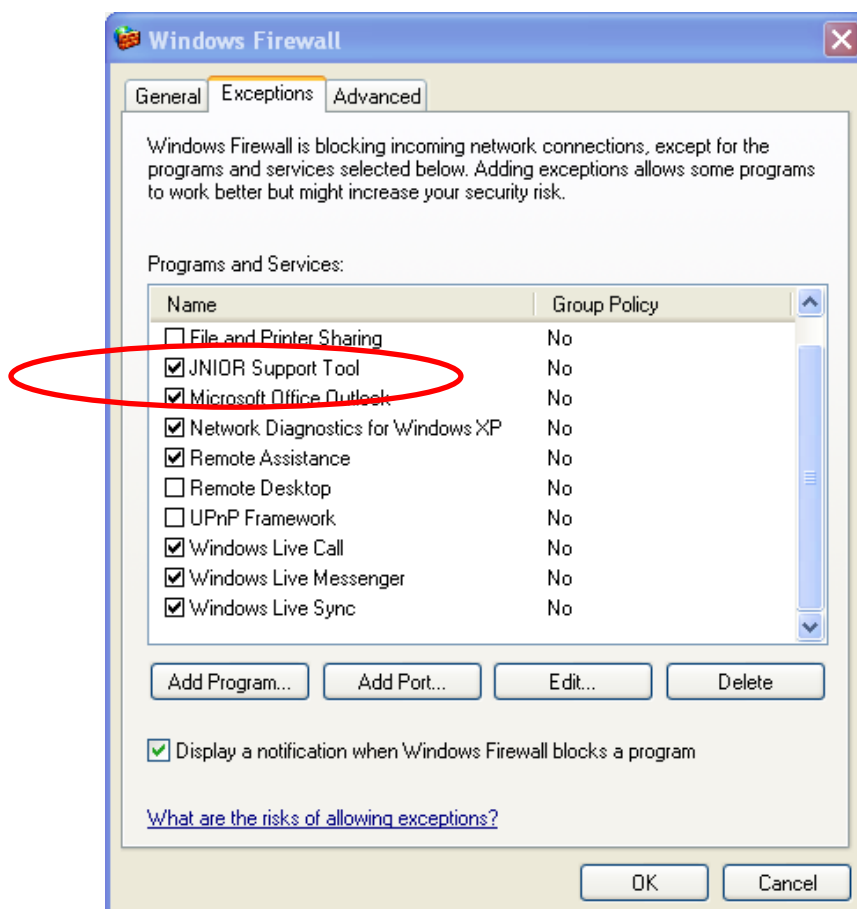 Windows Firewall
General Exceptions Advanced
Windows Firewall is blocking incoming network connections, except for the
programs and services selected below. Adding exceptions allows some programs
to work better but might increase your security risk.
Programs and Services:
Name Group Policy
File and Printer Sharing No
JNIOR Support Tool No
Microsoft Office Outlook No
Network Diagnostics for Windows XP No
Remote Assistance No
Remote Desktop No
UPnP Framework No
Windows Live Call No
Windows Live Messenger No
Windows Live Sync No
Add Program... Add Port... Edit... Delete
Display a notification when Windows Firewall blocks a program
What are the risks of allowing exceptions?
OK Cancel